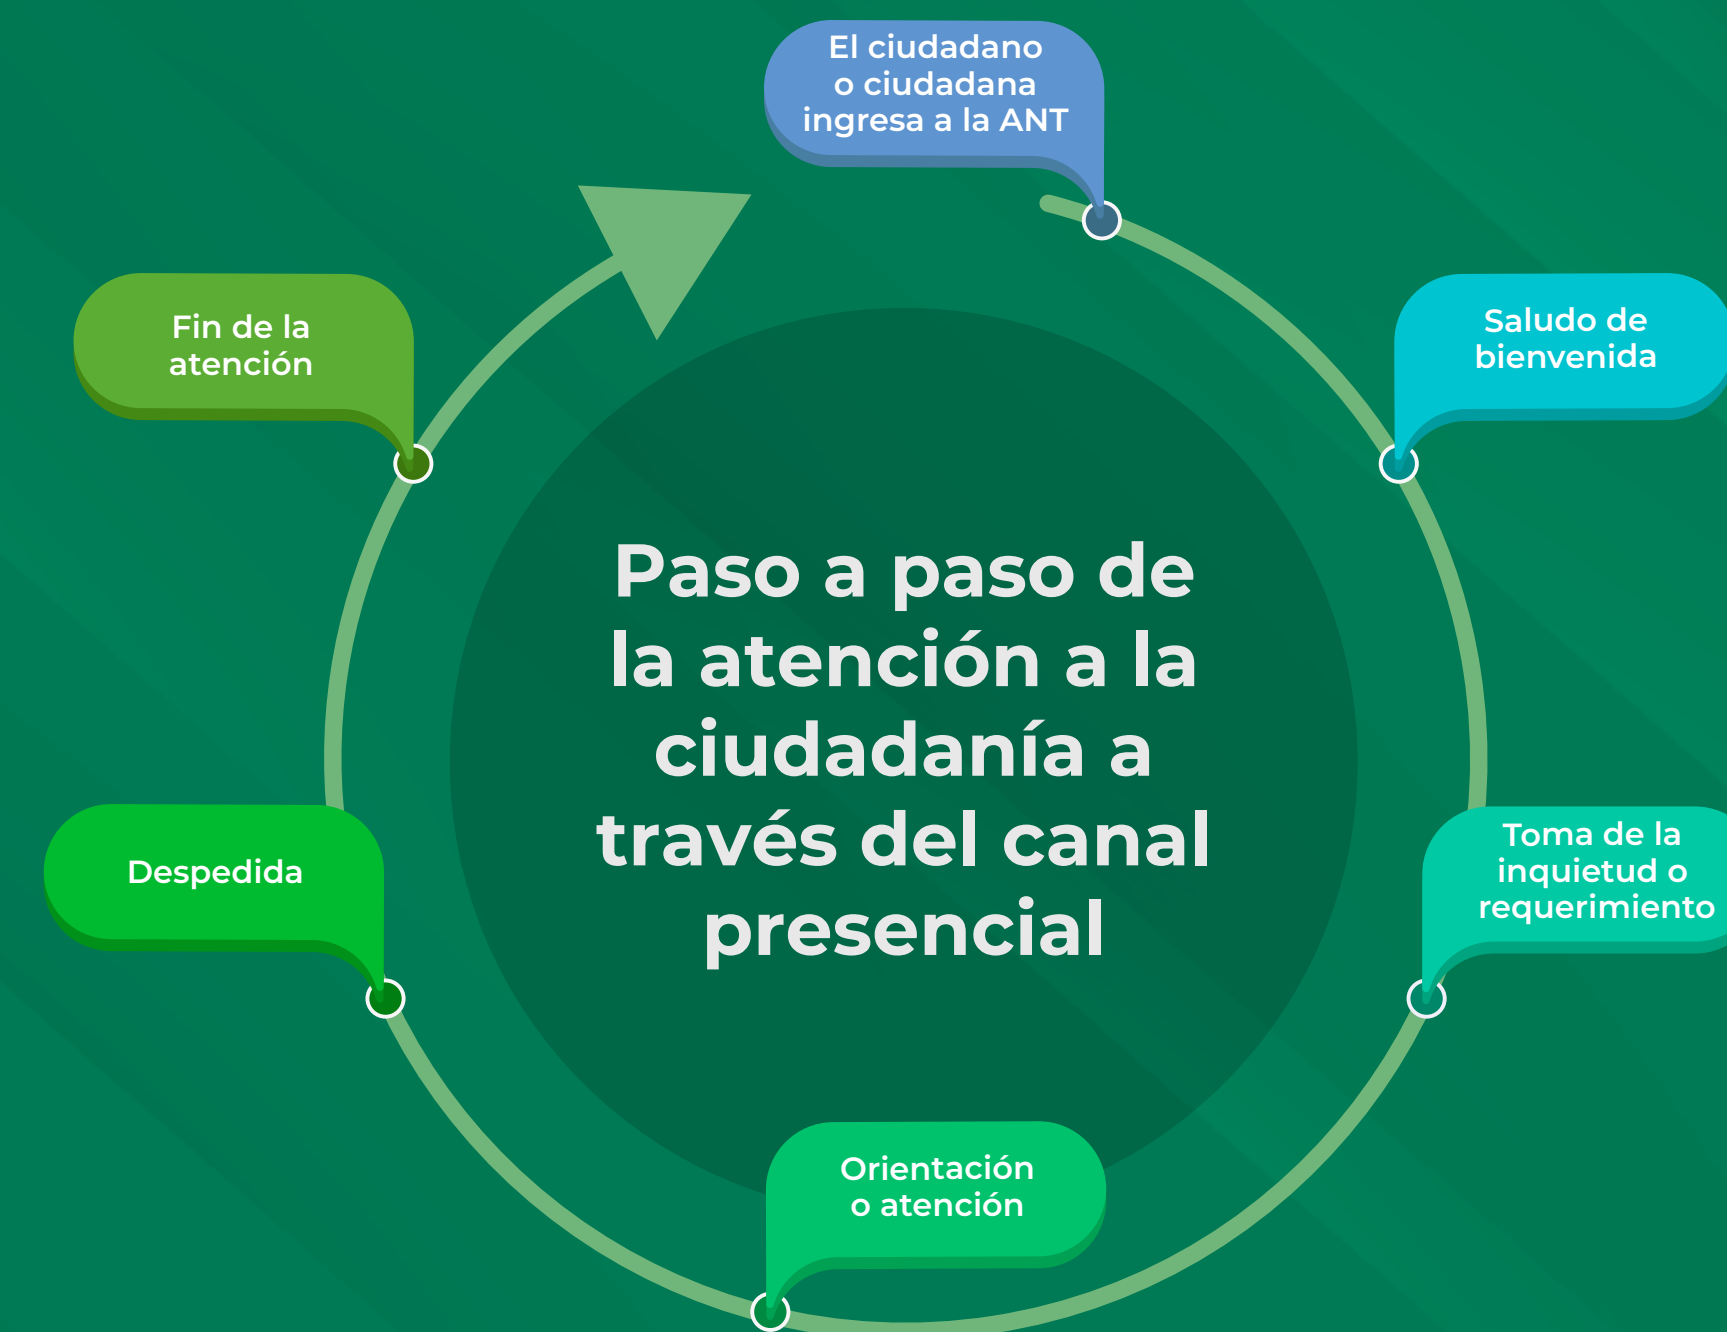 El ciudadano
o ciudadana
ingresa a la ANT
Saludo de
bienvenida
Toma de la
inquietud o
requerimiento
Orientación
o atención
Despedida
Fin de la
atención
Paso a paso de
la atención a la
ciudadanía a
través del canal
presencial